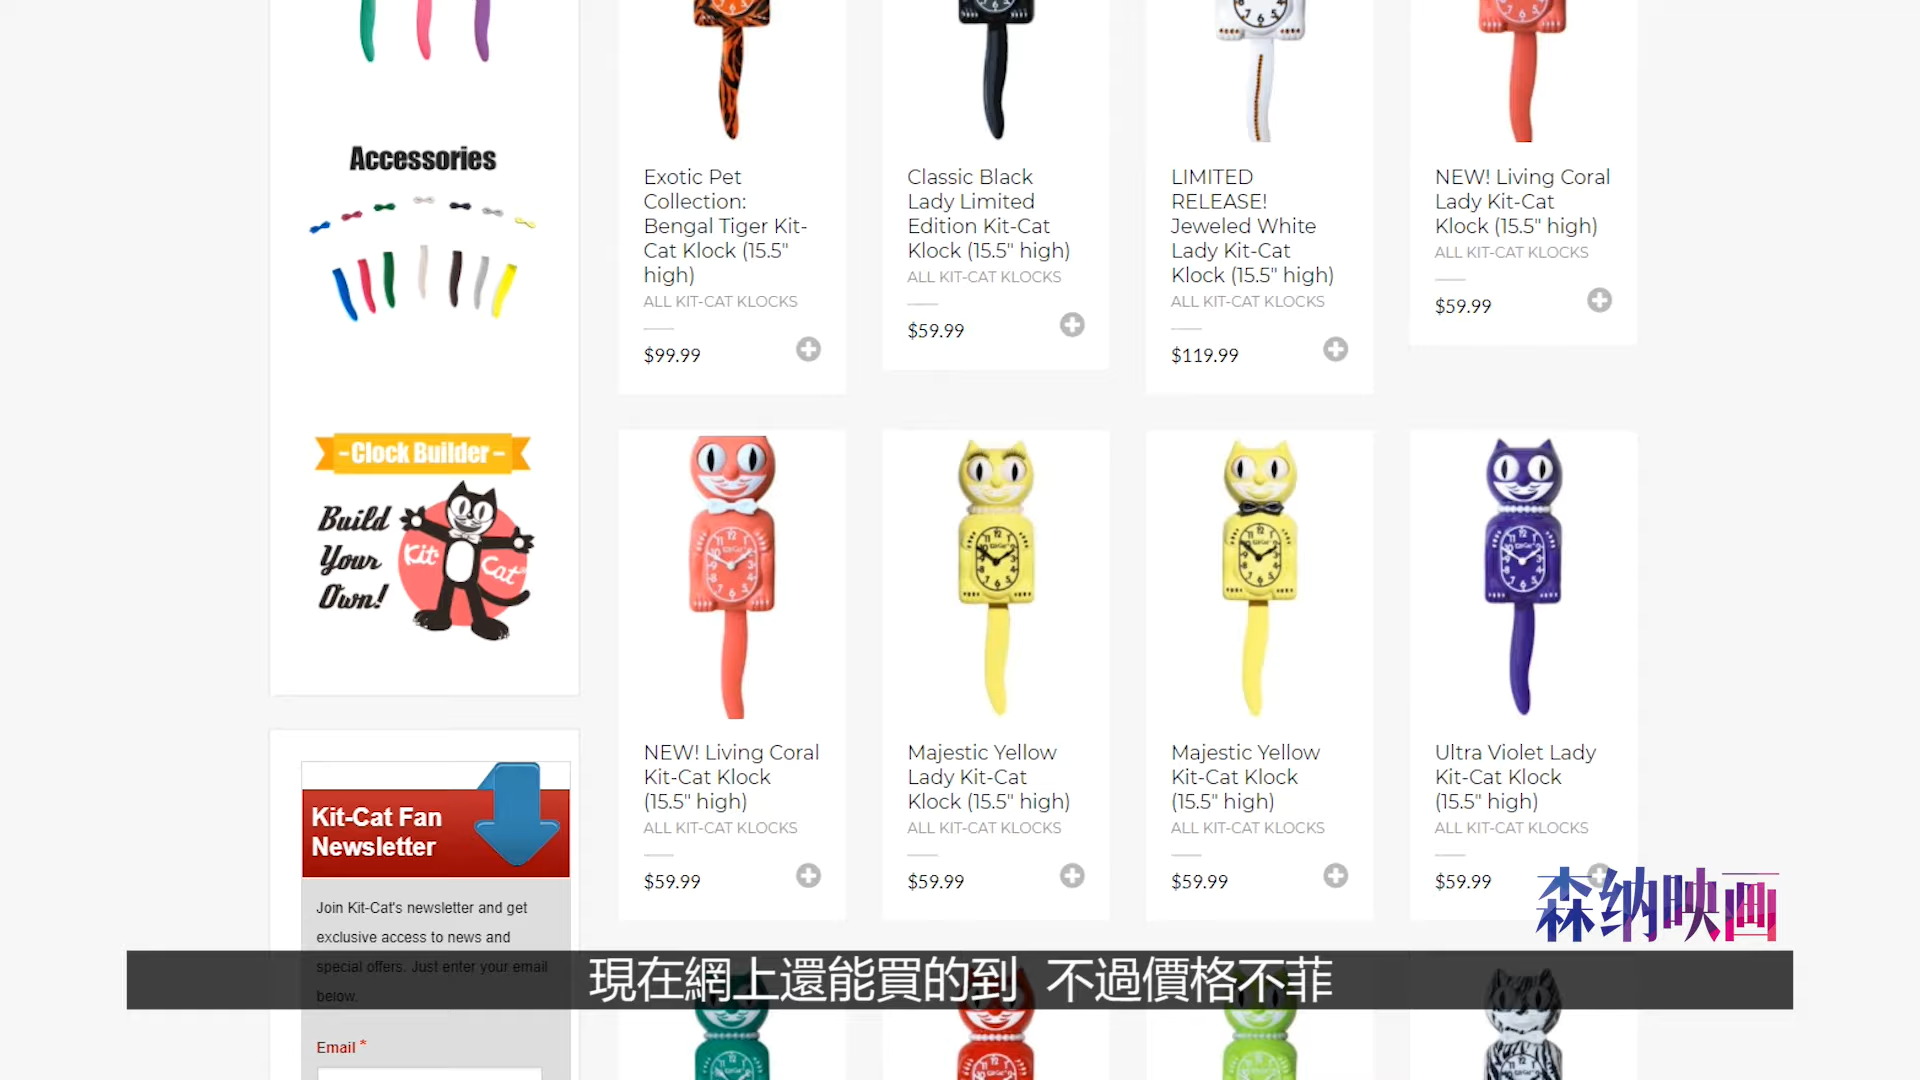 Accessories
-Clock Builder-
Build
Your
Own!
Kit
Cat
Kit-Cat Fan
Newsletter
Join Kit-Cat's newsletter and get
exclusive access to news and
special offers. Just enter your email
below.
Email *
Exotic Pet
Collection:
Bengal Tiger Kit-
Cat Klock (15.5"
high)
ALL KIT-CAT KLOCKS
$99.99
Classic Black
Lady Limited
Edition Kit-Cat
Klock (15.5" high)
ALL KIT-CAT KLOCKS
$59.99
LIMITED
RELEASE!
Jeweled White
Lady Kit-Cat
Klock (15.5" high)
ALL KIT-CAT KLOCKS
$119.99
NEW! Living Coral
Lady Kit-Cat
Klock (15.5" high)
ALL KIT-CAT KLOCKS
$59.99
NEW! Living Coral
Kit-Cat Klock
(15.5" high)
ALL KIT-CAT KLOCKS
$59.99
Majestic Yellow
Lady Kit-Cat
Klock (15.5" high)
ALL KIT-CAT KLOCKS
$59.99
Majestic Yellow
Kit-Cat Klock
(15.5" high)
ALL KIT-CAT KLOCKS
$59.99
Ultra Violet Lady
Kit-Cat Klock
(15.5" high)
ALL KIT-CAT KLOCKS
$59.99
森纳映画
現在網上還能買的到 不過價格不菲